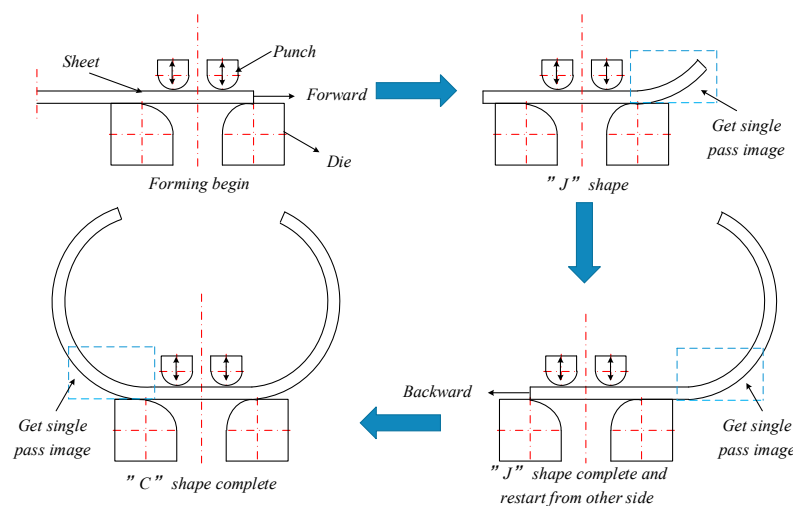 Punch
Sheet
Forward
Die
Forming begin
Get single
pass image
"J" shape
Backward
Get single
pass image
"J" shape complete and
restart from other side
Get single
pass image
"C" shape complete